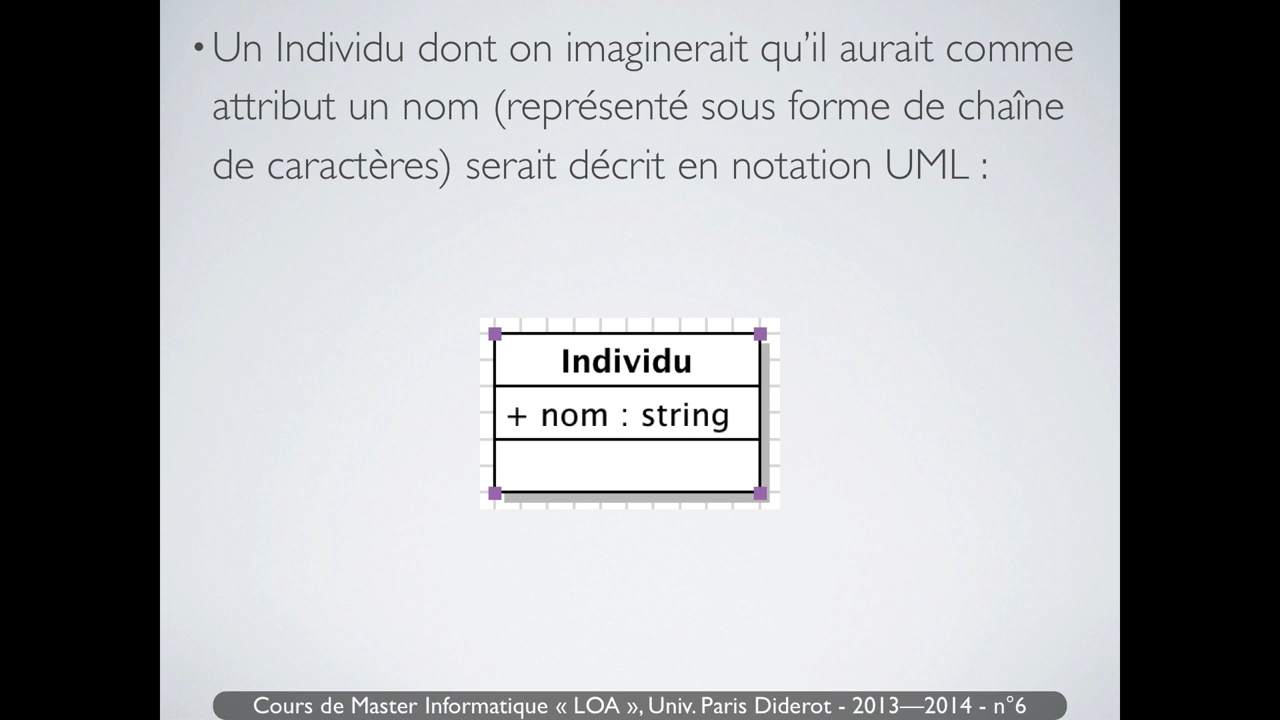 • Un Individu dont on imaginerait qu’il aurait comme
attribut un nom (représenté sous forme de chaîne
de caractères) serait décrit en notation UML :
Individu
+ nom : string
Cours de Master Informatique « LOA », Univ. Paris Diderot - 2013—2014 - n°6